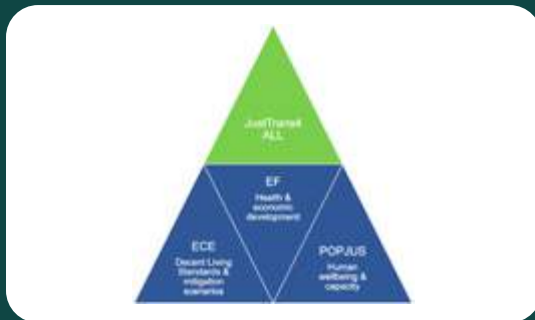 JustTrans4
ALL
EF
Health &
economic
development
ECE
Decent Living
Standards &
mitigation
scenarios
POPJUS
Human
wellbeing &
capacity